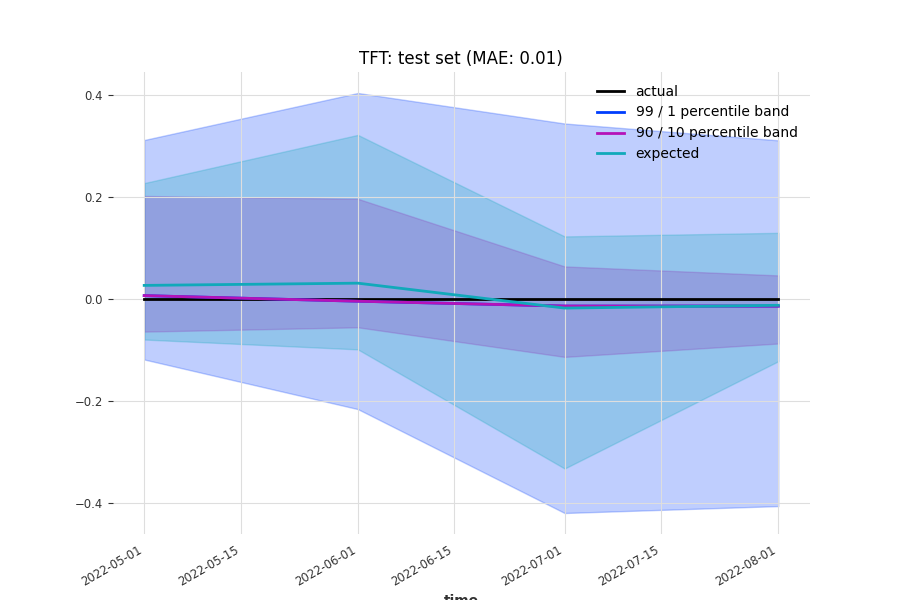 TFT: test set (MAE: 0.01)
actual
99 / 1 percentile band
90 / 10 percentile band
expected
0.4
0.2
0.0
−0.2
−0.4
2022-05-01
2022-05-15
2022-06-01
2022-06-15
2022-07-01
2022-07-15
2022-08-01
time